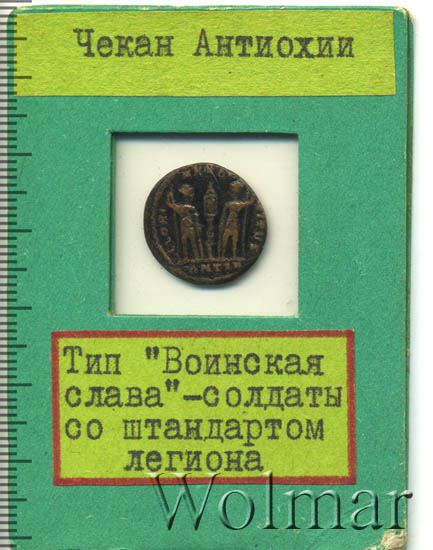 Чекан Антиохии
Тип "Воинская
слава"-солдаты
со штандартом
легиона
Wolmar